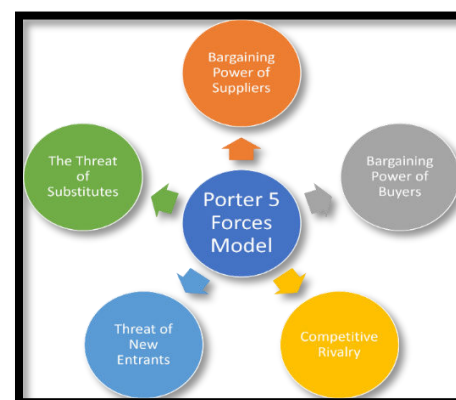 Bargaining
Power of
Suppliers
The Threat
of
Substitutes
Bargaining
Power of
Buyers
Porter 5
Forces
Model
Threat of
New
Entrants
Competitive
Rivalry